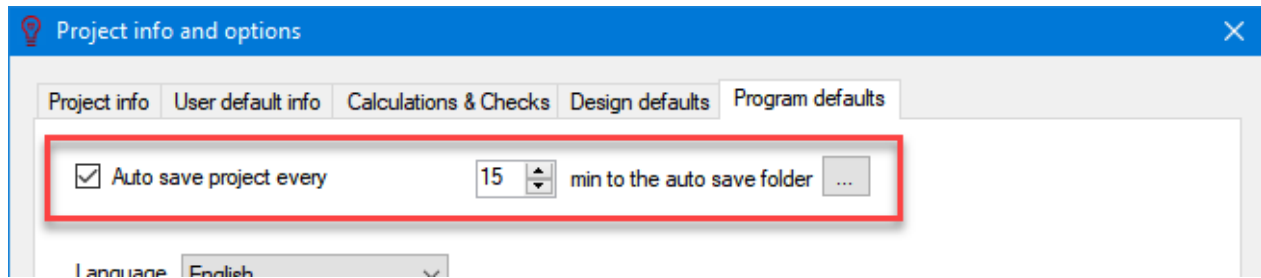 Project info and options
Project info User default info Calculations & Checks Design defaults Program defaults
Auto save project every 15 min to the auto save folder ...
Language English